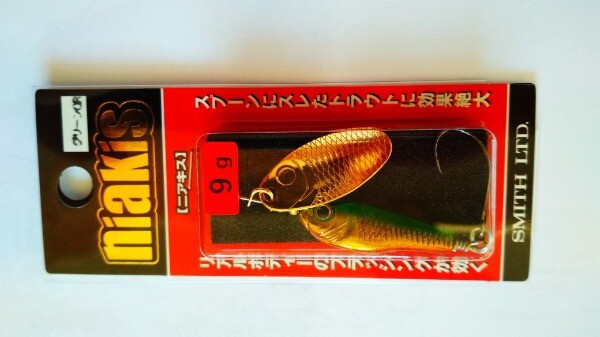 グリーンGR
niakis
【ニアキス】
スプーンにスレたトラウトに効果絶大
9g
リアルボディーのフラッシングが効く
SMITH LTD.